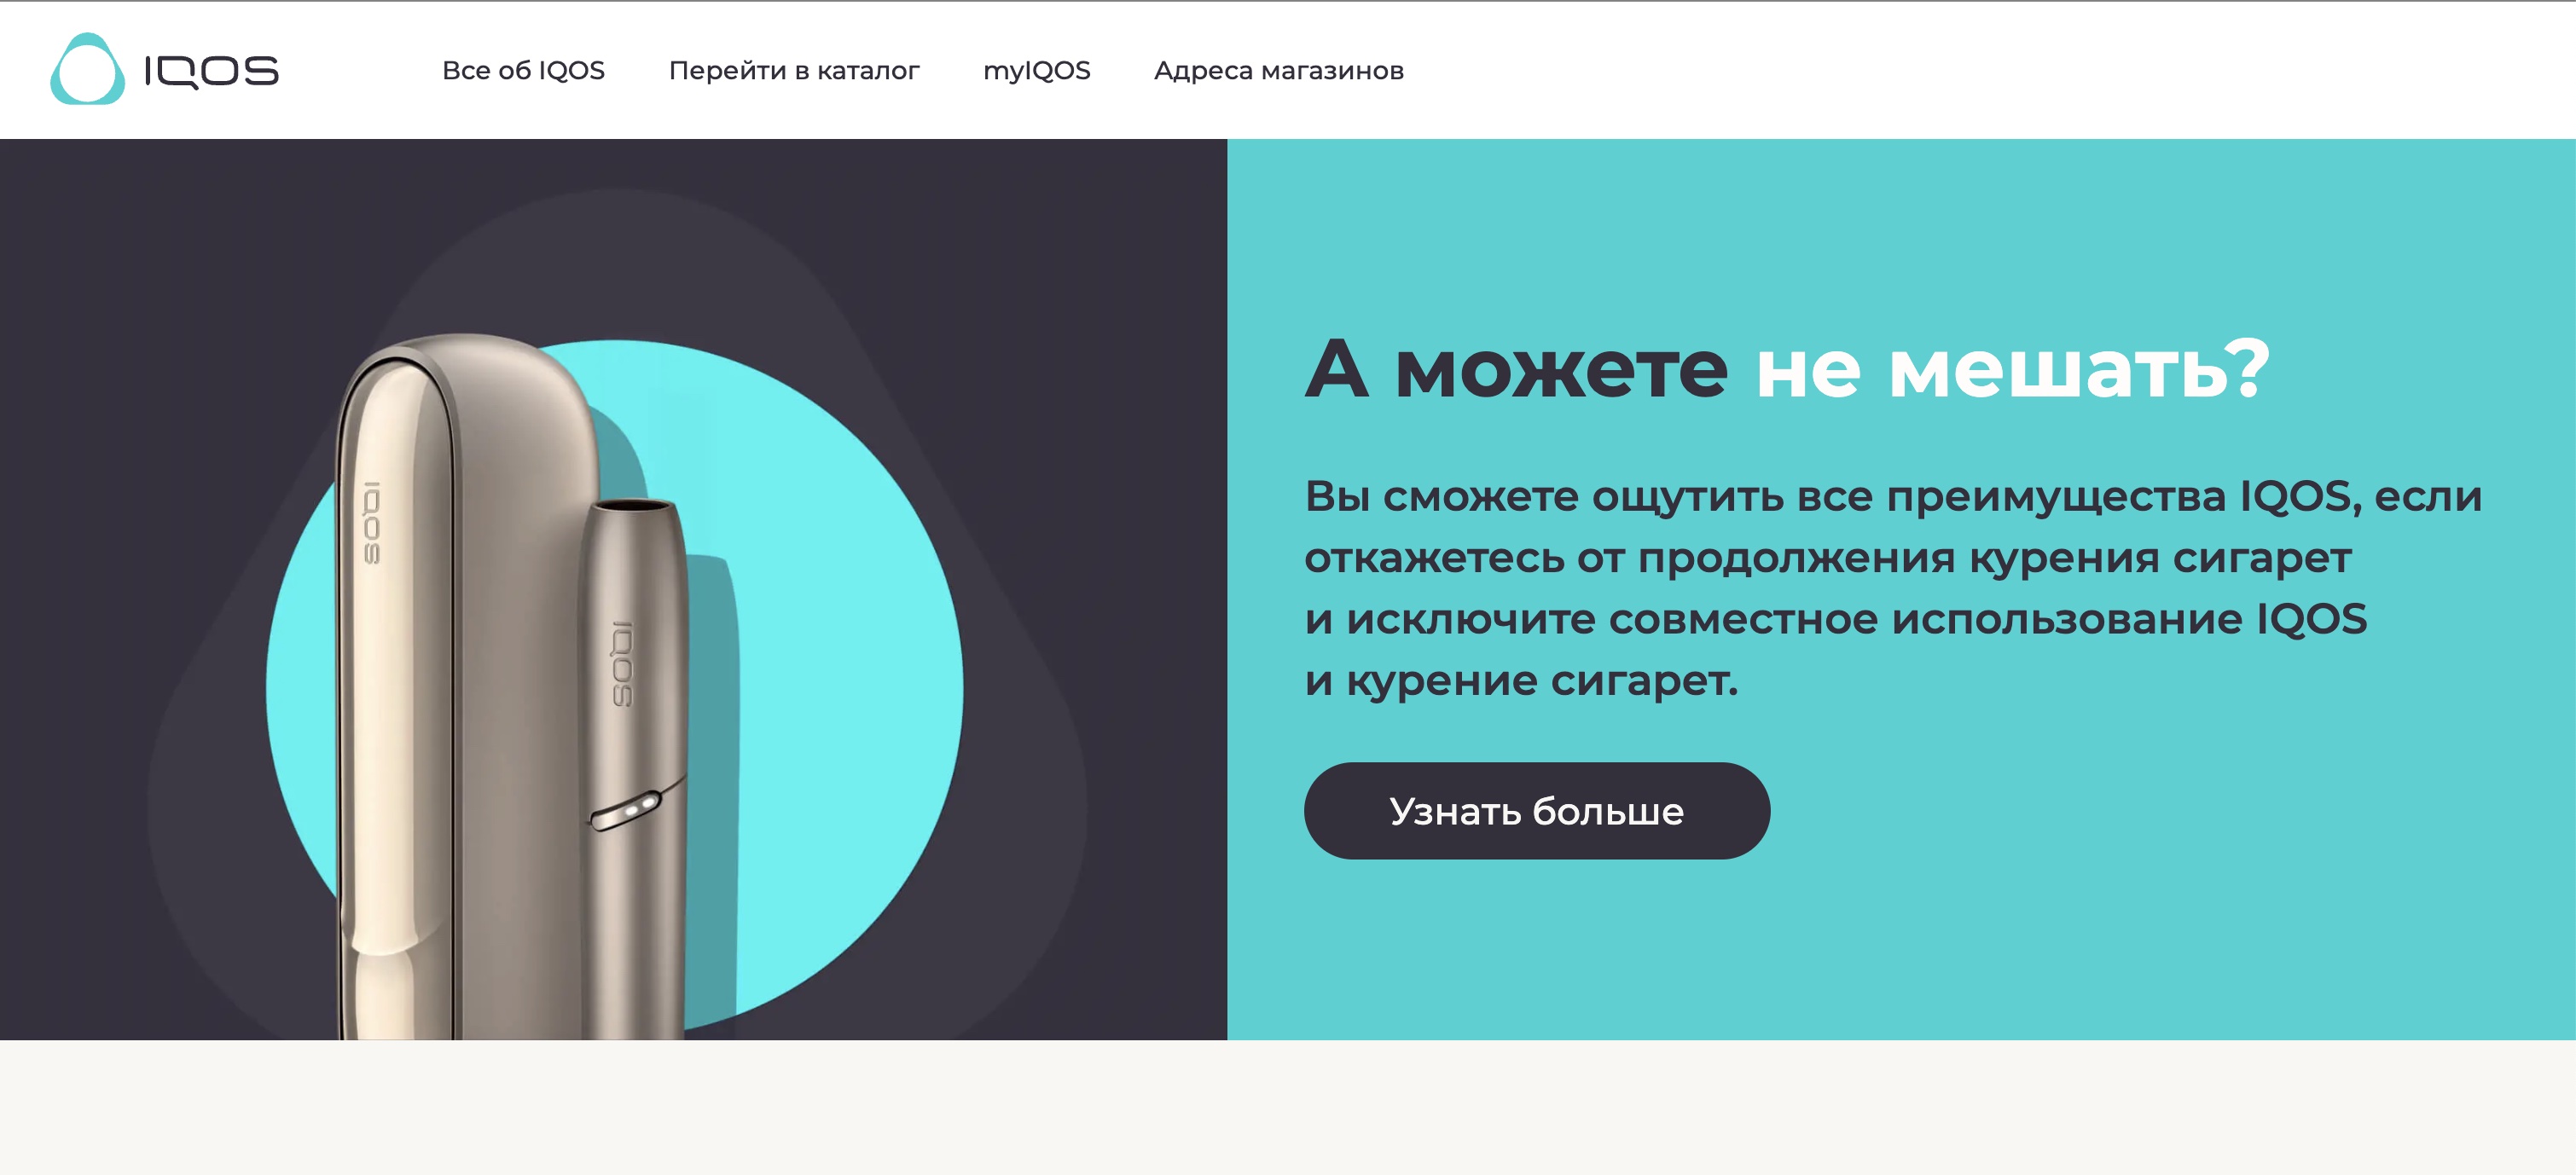 IQOS
Все об IQOS
Перейти в каталог
myIQOS
Адреса магазинов
IQOS
IQOS
А можете не мешать?
Вы сможете ощутить все преимущества IQOS, если
откажетесь от продолжения курения сигарет
и исключите совместное использование IQOS
и курение сигарет.
Узнать больше